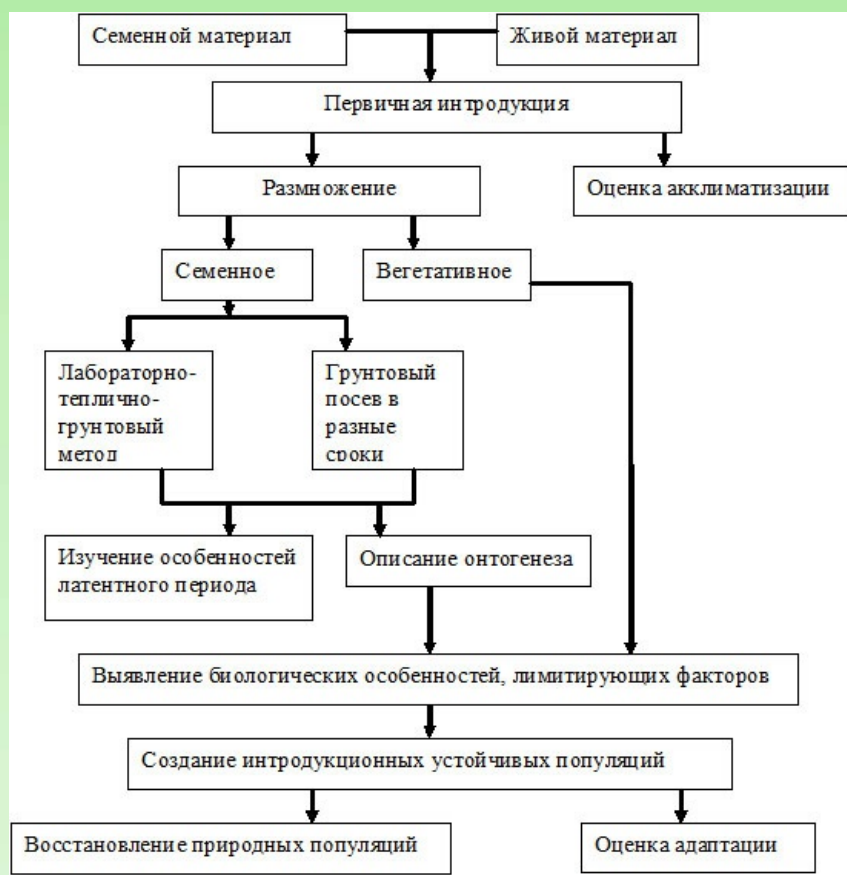 Семенной материал
Живой материал
Первичная интродукция
Размножение
Оценка акклиматизации
Семенное
Вегетативное
Лабораторно-
теплично-
грунтовый
метод
Грунтовый
посев в
разные
сроки
Изучение особенностей
латентного периода
Описание онтогенеза
Выявление биологических особенностей, лимитирующих факторов
Создание интродукционных устойчивых популяций
Восстановление природных популяций
Оценка адаптации